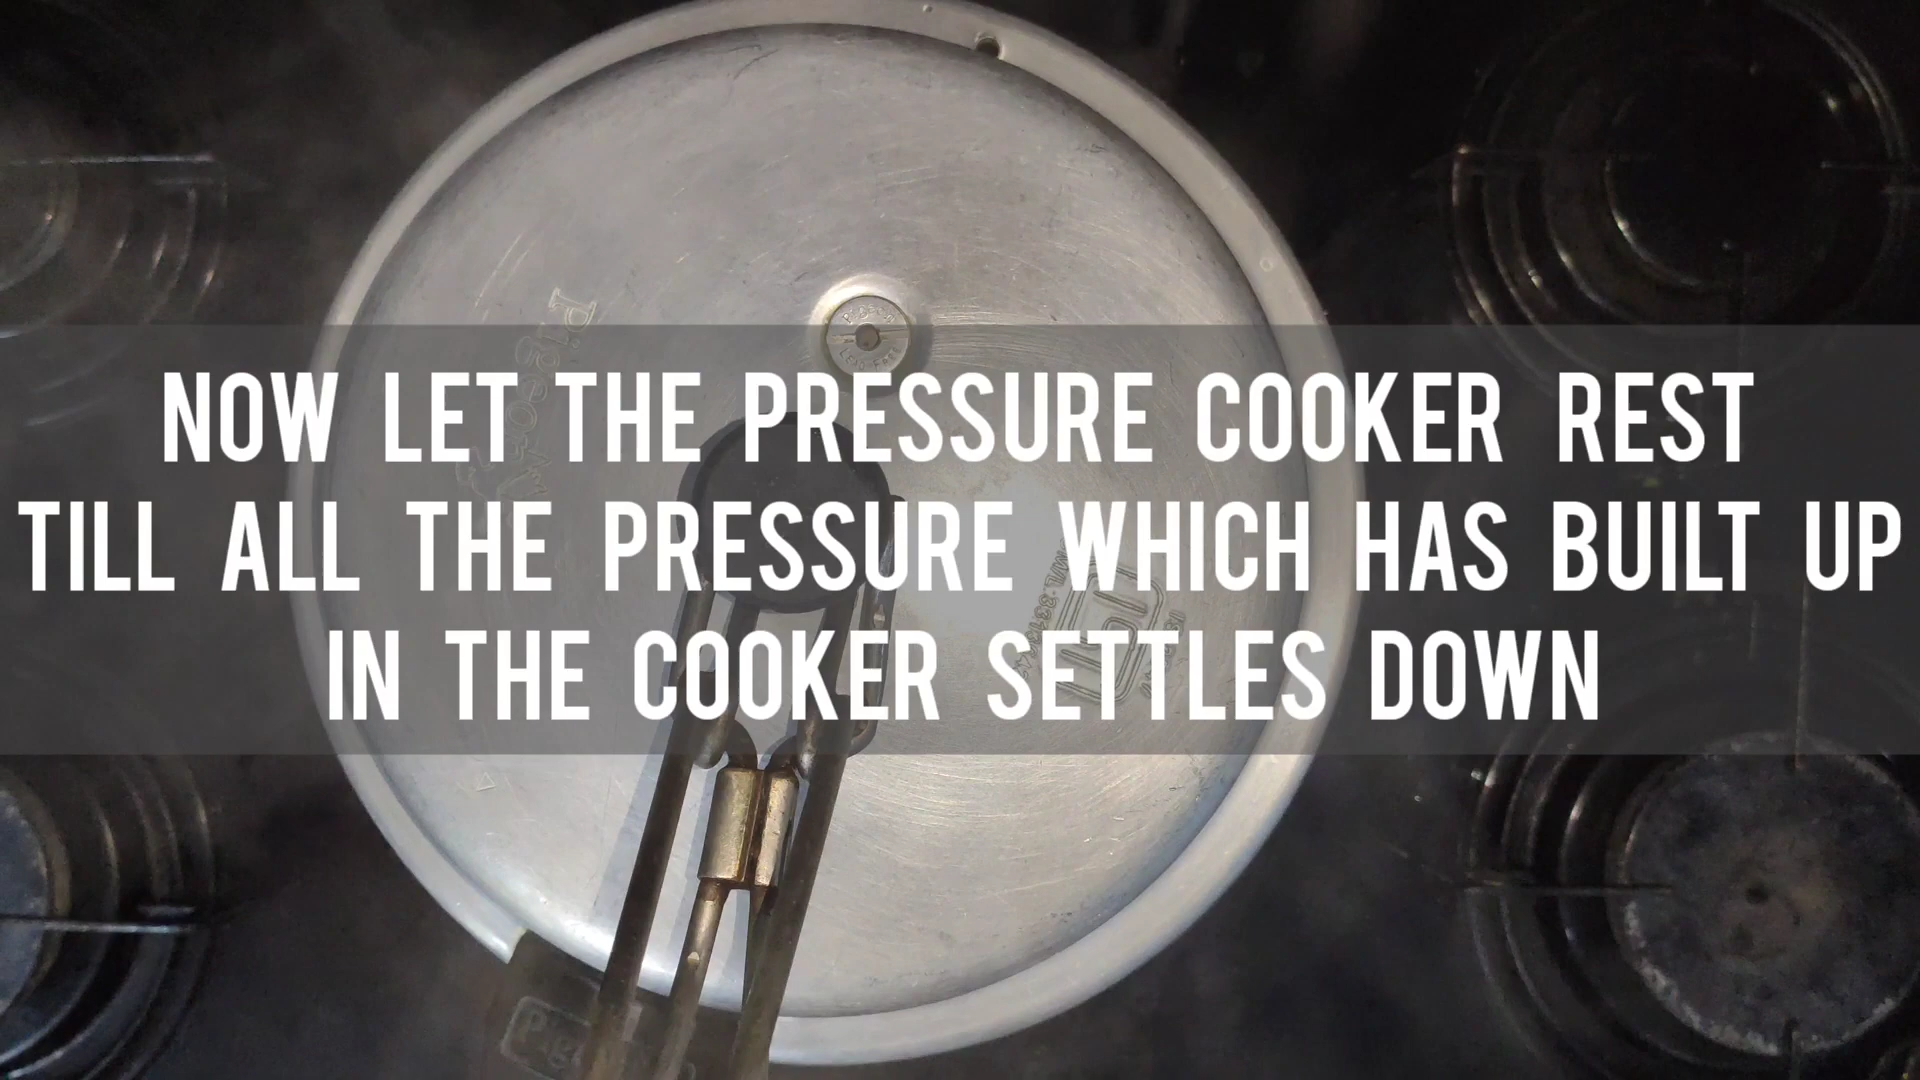 NOW LET THE PRESSURE COOKER REST
TILL ALL THE PRESSURE WHICH HAS BUILT UP
IN THE COOKER SETTLES DOWN
Pigeon